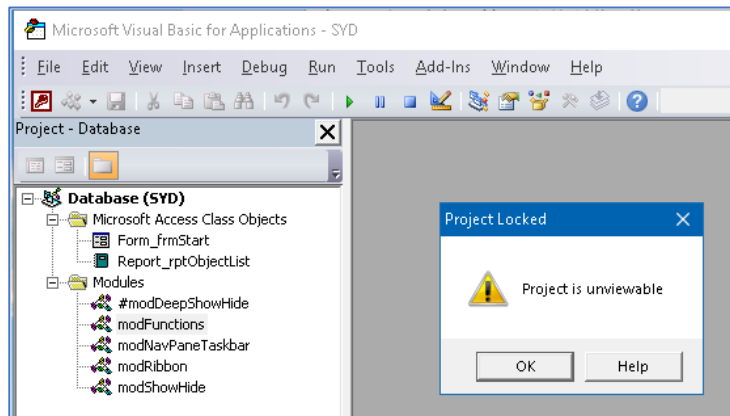 Microsoft Visual Basic for Applications - SYD
File Edit View Insert Debug Run Tools Add-Ins Window Help
Project - Database
Database (SYD)
Microsoft Access Class Objects
Form_frmStart
Report_rptObjectList
Modules
#modDeepShowHide
modFunctions
modNavPaneTaskbar
modRibbon
modShowHide
Project Locked
Project is unviewable
OK Help